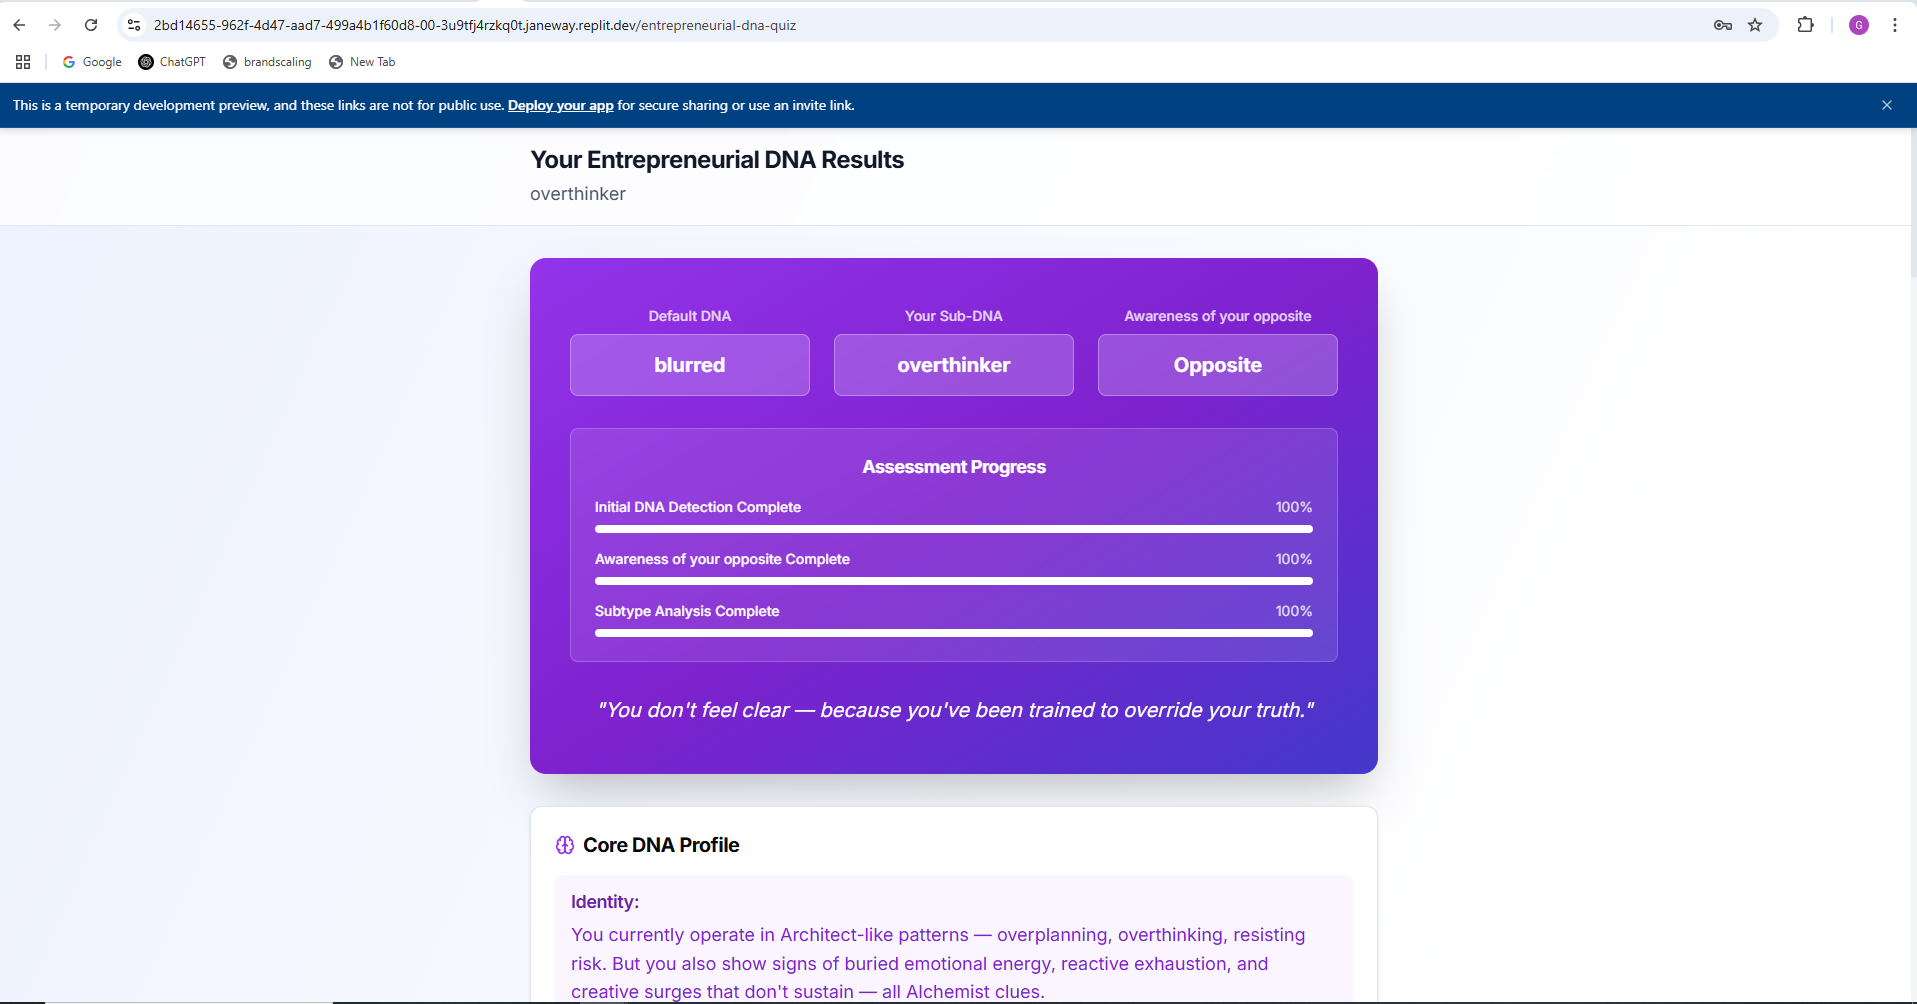 2bd14655-962f-4d47-aad7-499a4b1f60d8-00-3u9tfj4rzkq0t.janeway.replit.dev/entrepreneurial-dna-quiz
G
Google
ChatGPT
brandscaling
New Tab
This is a temporary development preview, and these links are not for public use. Deploy your app for secure sharing or use an invite link.
Your Entrepreneurial DNA Results
overthinker
Default DNA
Your Sub-DNA
Awareness of your opposite
blurred
overthinker
Opposite
Assessment Progress
Initial DNA Detection Complete 100%
Awareness of your opposite Complete 100%
Subtype Analysis Complete 100%
"You don't feel clear — because you've been trained to override your truth."
Core DNA Profile
Identity:
You currently operate in Architect-like patterns — overplanning, overthinking, resisting
risk. But you also show signs of buried emotional energy, reactive exhaustion, and
creative surges that don't sustain — all Alchemist clues.